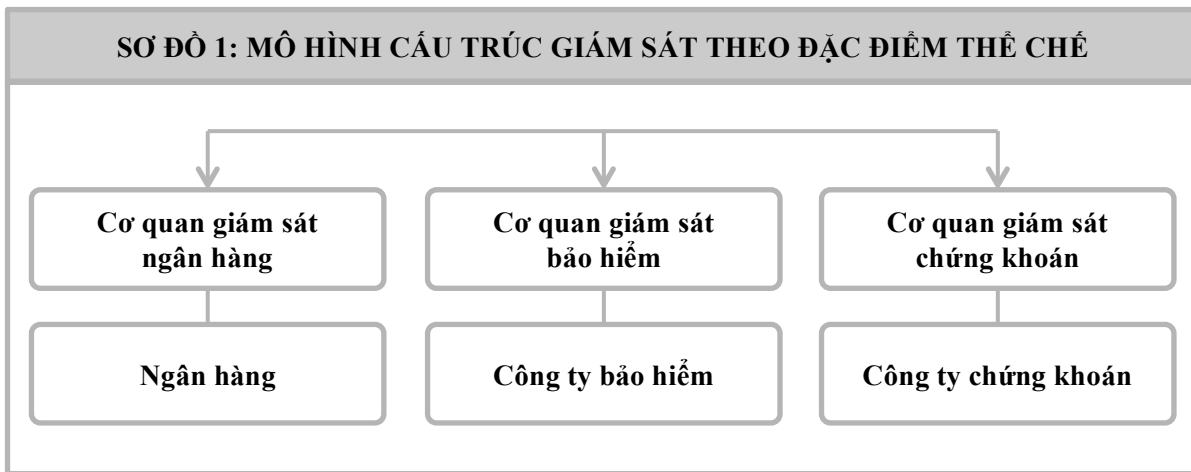 SƠ ĐỒ 1: MÔ HÌNH CẤU TRÚC GIÁM SÁT THEO ĐẶC ĐIỂM THỂ CHẾ
Cơ quan giám sát
ngân hàng
Cơ quan giám sát
bảo hiểm
Cơ quan giám sát
chứng khoán
Ngân hàng
Công ty bảo hiểm
Công ty chứng khoán